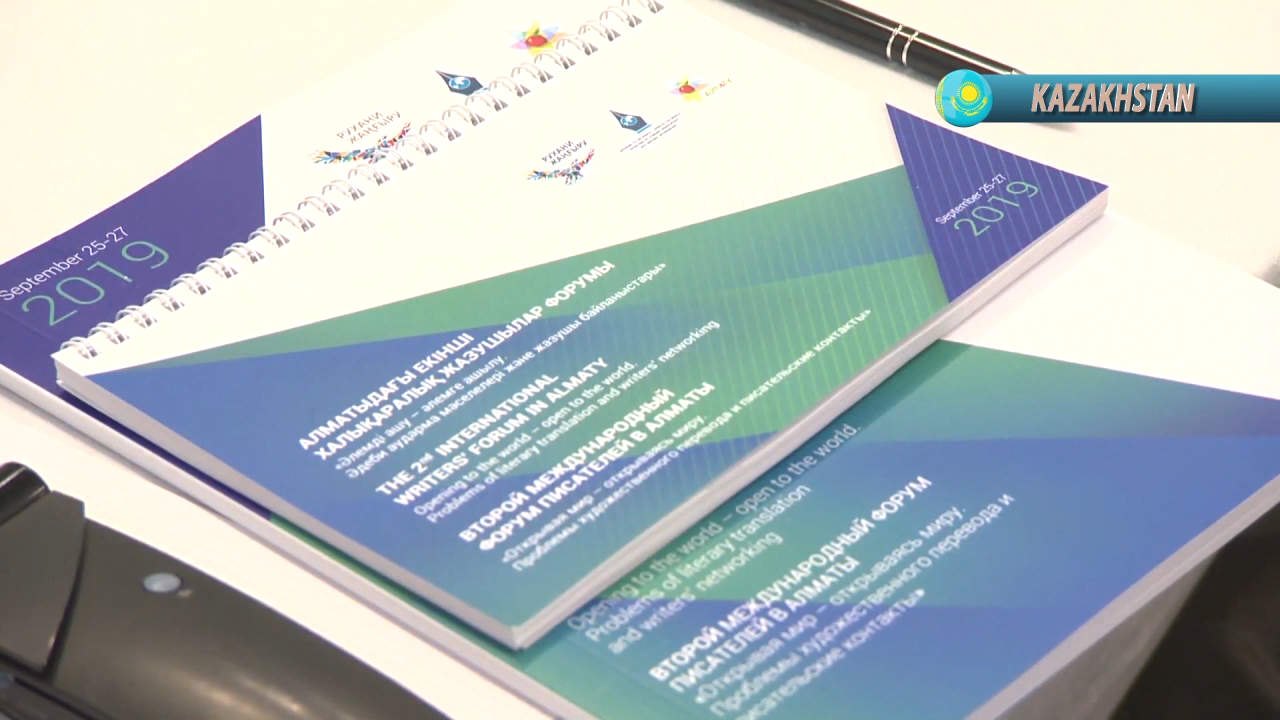 KAZAKHSTAN
РУХАНИ
ЖАҢҒЫРУ
РУХАНИ
ЖАҢҒЫРУ
September 25-27
2019
September 25-27
2019
АЛМАТЫДАҒЫ ЕКІНШІ
ХАЛЫҚАРАЛЫҚ ЖАЗУШЫЛАР ФОРУМЫ
«Әлемді ашу – әлемге ашылу.
Әдеби аударма мәселелері және жазушы байланыстары»
THE 2nd INTERNATIONAL
WRITERS' FORUM IN ALMATY
Opening to the world – open to the world.
Problems of literary translation and writers' networking
ВТОРОЙ МЕЖДУНАРОДНЫЙ
ФОРУМ ПИСАТЕЛЕЙ В АЛМАТЫ
«Открывая мир – открываясь миру.
Проблемы художественного перевода и писательские контакты»
Opening to the world – open to the world.
Problems of literary translation
and writers' networking
ВТОРОЙ МЕЖДУНАРОДНЫЙ ФОРУМ
ПИСАТЕЛЕЙ В АЛМАТЫ
«Открывая мир – открываясь миру.
Проблемы художественного перевода и
писательские контакты»